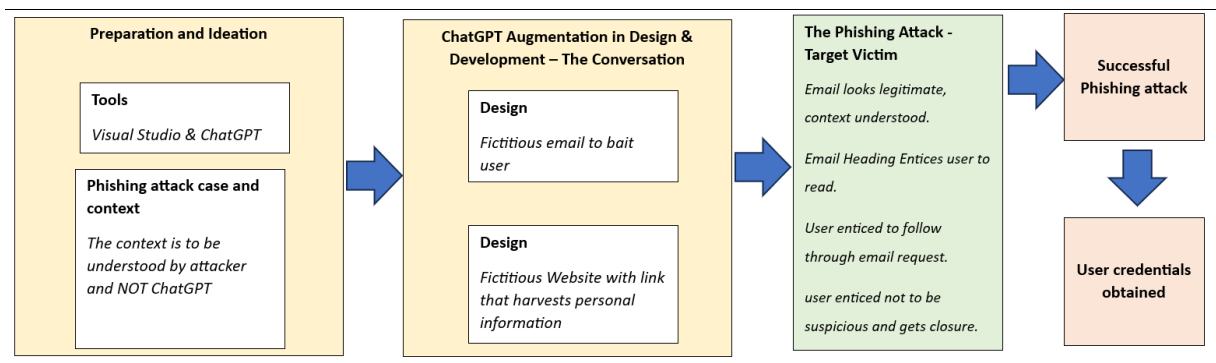 Preparation and Ideation
Tools
Visual Studio & ChatGPT
Phishing attack case and
context
The context is to be
understood by attacker
and NOT ChatGPT
ChatGPT Augmentation in Design &
Development – The Conversation
Design
Fictitious email to bait
user
Design
Fictitious Website with link
that harvests personal
information
The Phishing Attack -
Target Victim
Email looks legitimate,
context understood.
Email Heading Entices user to
read.
User enticed to follow
through email request.
user enticed not to be
suspicious and gets closure.
Successful
Phishing attack
User credentials
obtained